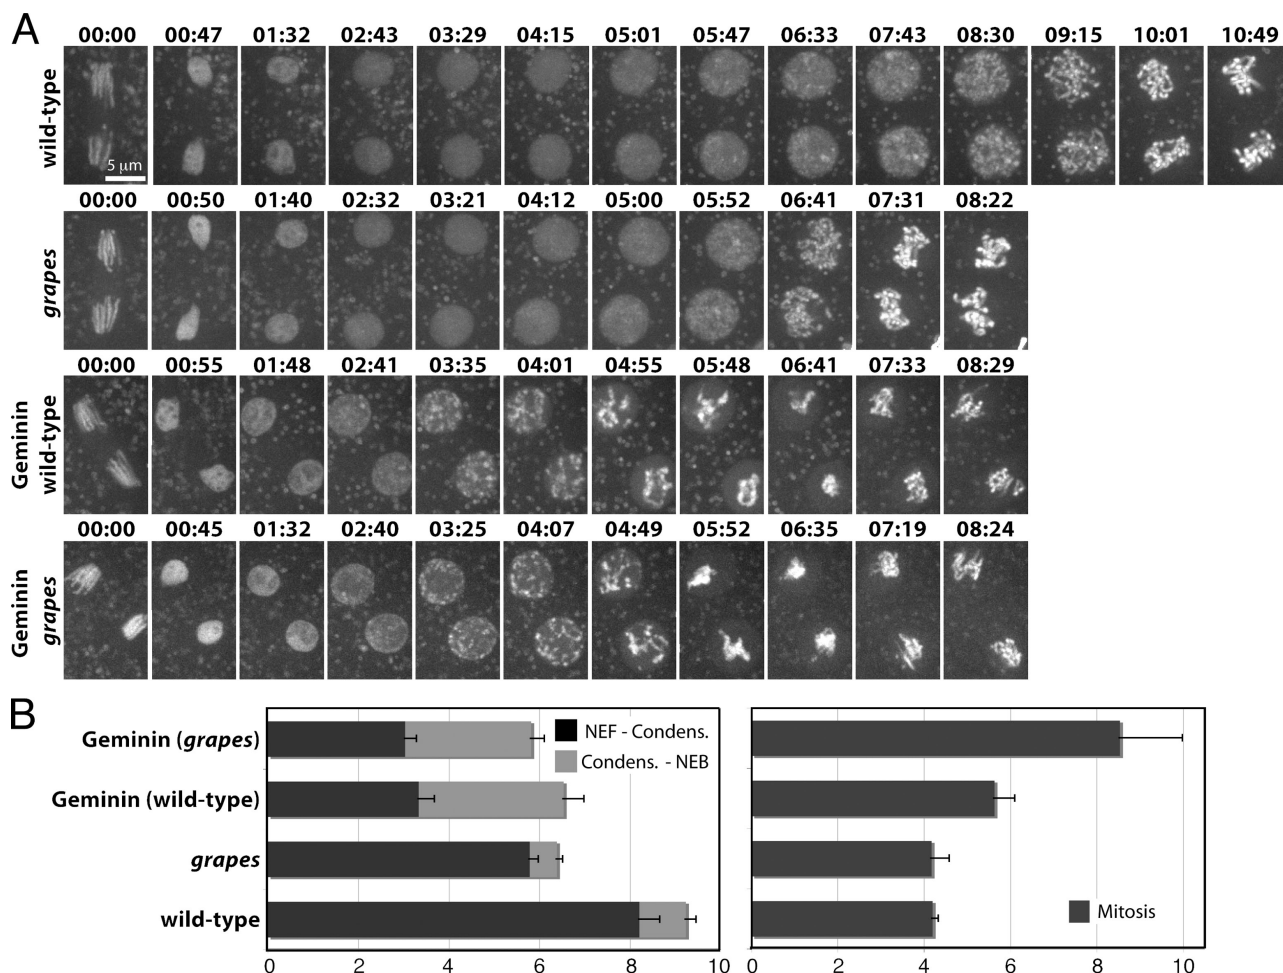 A
00:00 00:47 01:32 02:43 03:29 04:15 05:01 05:47 06:33 07:43 08:30 09:15 10:01 10:49
wild-type
5 μm
00:00 00:50 01:40 02:32 03:21 04:12 05:00 05:52 06:41 07:31 08:22
grapes
00:00 00:55 01:48 02:41 03:35 04:01 04:55 05:48 06:41 07:33 08:29
Geminin
wild-type
00:00 00:45 01:32 02:40 03:25 04:07 04:49 05:52 06:35 07:19 08:24
Geminin
grapes
B
Geminin (grapes)
Geminin (wild-type)
grapes
wild-type
NEF - Condens.
Condens. - NEB
0 2 4 6 8 10
Mitosis
0 2 4 6 8 10